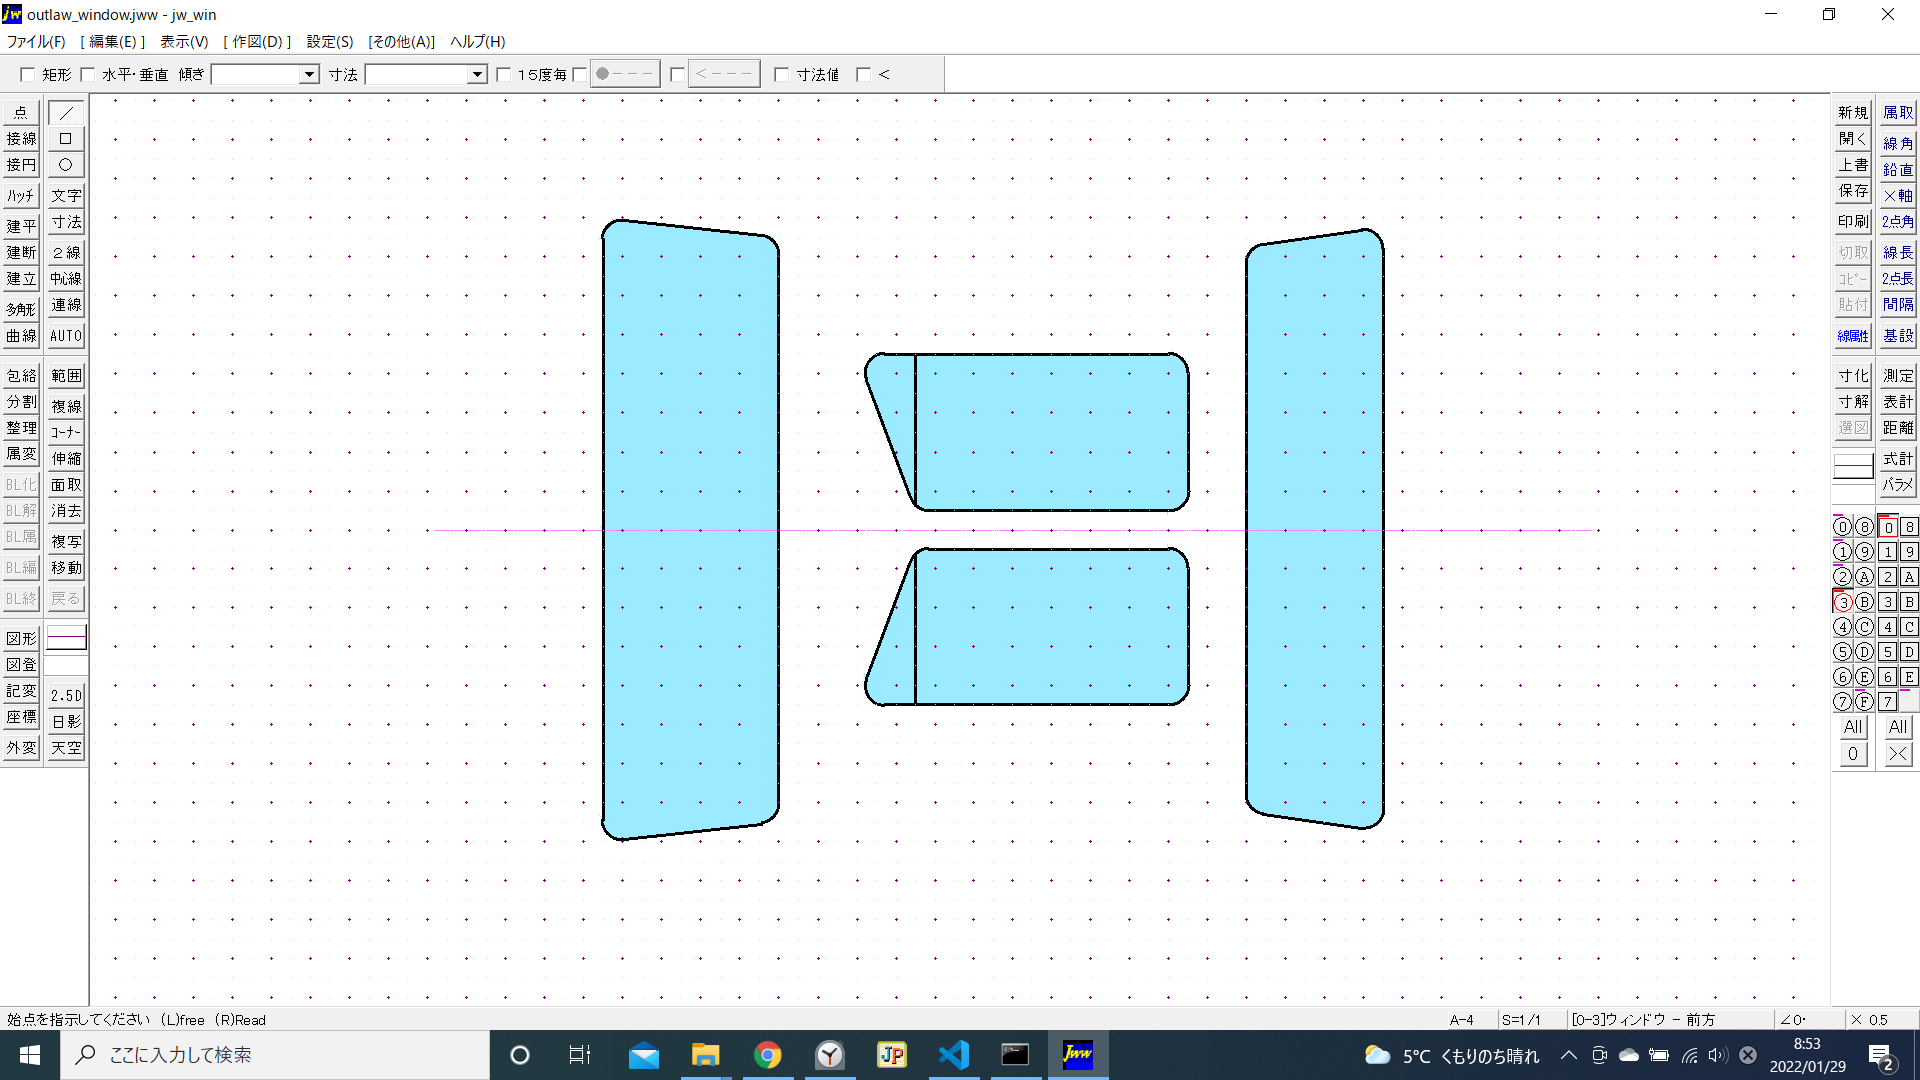 outlaw_window.jww - jw_win
ファイル(F) [ 編集(E) ] 表示(V) [ 作図(D) ] 設定(S) [その他(A)] ヘルプ(H)
矩形 水平・垂直 傾き 寸法 15度毎 ●--- <--- 寸法値 <
点 /
接線 □
接円 ○
ハッチ 文字
建平 寸法
建断 2線
建立 中心線
多角形 連線
曲線 AUTO
包絡 範囲
分割 複線
整理 コーナー
属変 伸縮
BL化 面取
BL解 消去
BL属 複写
BL編 移動
BL終 戻る
図形
図登
記変 2.5D
座標 日影
外変 天空
新規 属取
開く 線角
上書 鉛直
保存 ×軸
印刷 2点角
切取 線長
コピー 2点長
貼付 間隔
線属性 基設
寸化 測定
寸解 表計
選図 距離
式計
パラメ
0 8 0 8
1 9 1 9
2 A 2 A
3 B 3 B
4 C 4 C
5 D 5 D
6 E 6 E
7 F 7
All All
0 ×
始点を指示してください (L)free (R)Read
A-4 S=1/1 [0-3]ウィンドウ - 前方 ∠0° × 0.5
ここに入力して検索
JP
Jww
5°C くもりのち晴れ
8:53
2022/01/29
2